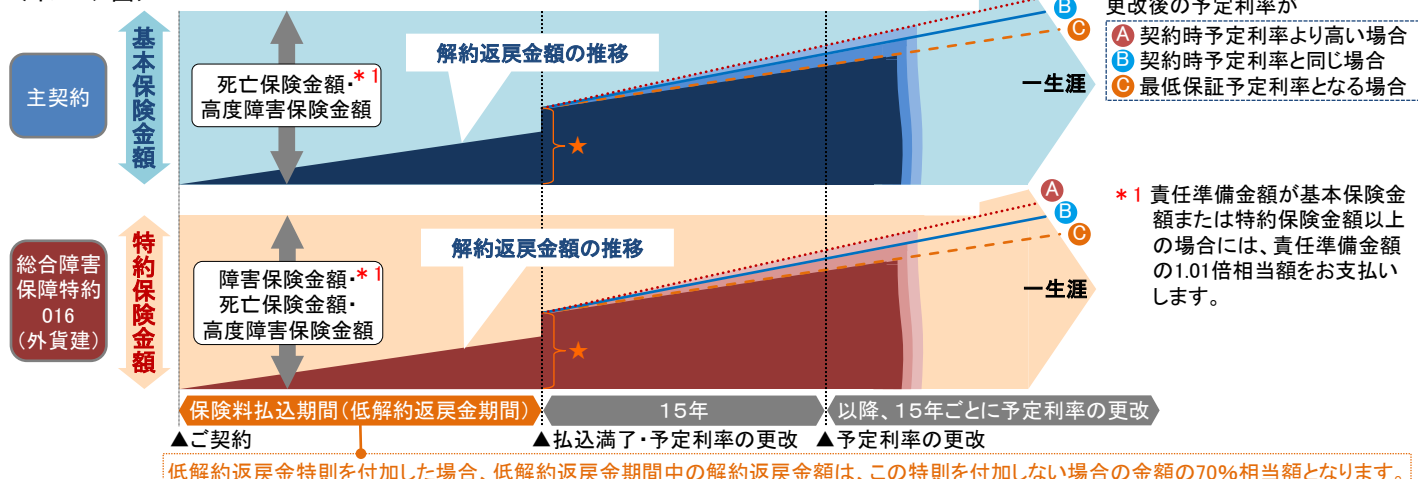 更改後の予定利率が
A 契約時予定利率より高い場合
B 契約時予定利率と同じ場合
C 最低保証予定利率となる場合
主契約
基本保険金額
死亡保険金額・*1
高度障害保険金額
解約返戻金額の推移
★
B
C
一生涯
総合障害
保障特約
016
(外貨建)
特約保険金額
障害保険金額・*1
死亡保険金額・
高度障害保険金額
解約返戻金額の推移
★
A
B
C
一生涯
*1 責任準備金額が基本保険金
額または特約保険金額以上
の場合には、責任準備金額
の1.01倍相当額をお支払い
します。
保険料払込期間(低解約返戻金期間)
15年
以降、15年ごとに予定利率の更改
▲ご契約
▲払込満了・予定利率の更改
▲予定利率の更改
低解約返戻金特則を付加した場合、低解約返戻金期間中の解約返戻金額は、この特則を付加しない場合の金額の70%相当額となります。